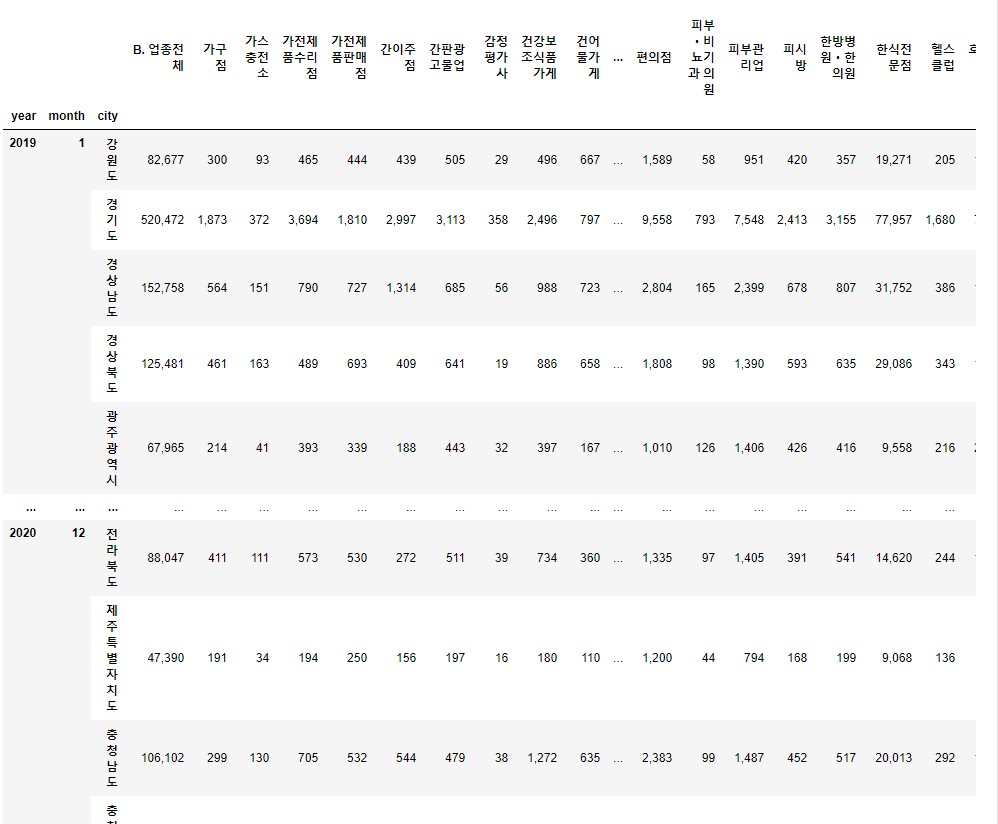 B. 업종전체 가구점 가스충전소 가전제품수리점 가전제품판매점 간이주점 간판광고물업 감정평가사 건강보조식품가게 건어물가게 ... 편의점 피부・비뇨기과의원 피부관리업 피시방 한방병원・한의원 한식전문점 헬스클럽
year month city
2019 1 강원도 82,677 300 93 465 444 439 505 29 496 667 ... 1,589 58 951 420 357 19,271 205
경기도 520,472 1,873 372 3,694 1,810 2,997 3,113 358 2,496 797 ... 9,558 793 7,548 2,413 3,155 77,957 1,680
경상남도 152,758 564 151 790 727 1,314 685 56 988 723 ... 2,804 165 2,399 678 807 31,752 386
경상북도 125,481 461 163 489 693 409 641 19 886 658 ... 1,808 98 1,390 593 635 29,086 343
광주광역시 67,965 214 41 393 339 188 443 32 397 167 ... 1,010 126 1,406 426 416 9,558 216
... ... ... ... ... ... ... ... ... ... ... ... ... ... ... ... ... ... ... ... ...
2020 12 전라북도 88,047 411 111 573 530 272 511 39 734 360 ... 1,335 97 1,405 391 541 14,620 244
제주특별자치도 47,390 191 34 194 250 156 197 16 180 110 ... 1,200 44 794 168 199 9,068 136
충청남도 106,102 299 130 705 532 544 479 38 1,272 635 ... 2,383 99 1,487 452 517 20,013 292
충